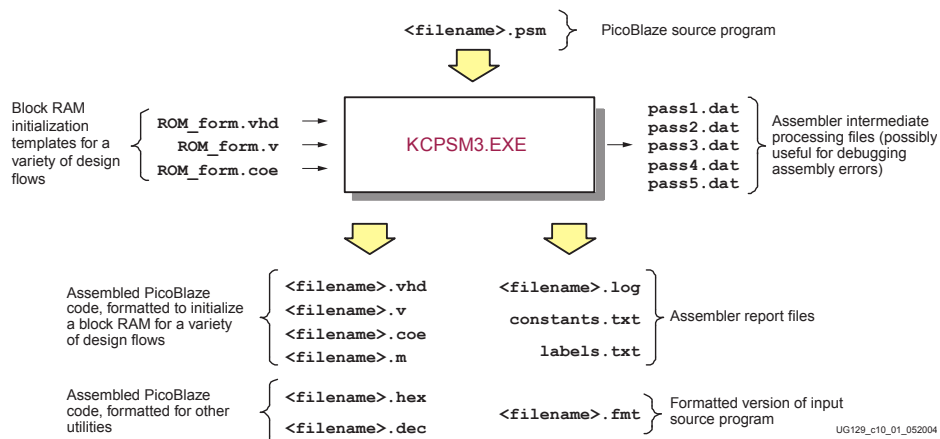 <filename>.psm
PicoBlaze source program
Block RAM
initialization
templates for a
variety of design
flows
ROM_form.vhd
ROM_form.v
ROM_form.coe
KCPSM3.EXE
pass1.dat
pass2.dat
pass3.dat
pass4.dat
pass5.dat
Assembler intermediate
processing files (possibly
useful for debugging
assembly errors)
Assembled PicoBlaze
code, formatted to initialize
a block RAM for a variety
of design flows
<filename>.vhd
<filename>.v
<filename>.coe
<filename>.m
<filename>.log
constants.txt
labels.txt
Assembler report files
Assembled PicoBlaze
code, formatted for other
utilities
<filename>.hex
<filename>.dec
<filename>.fmt
Formatted version of input
source program
UG129_c10_01_052004